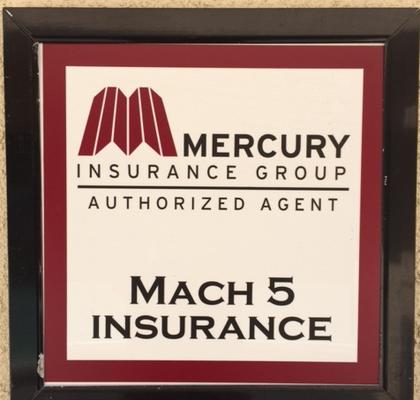 MERCURY
INSURANCE GROUP
AUTHORIZED AGENT
MACH 5
INSURANCE